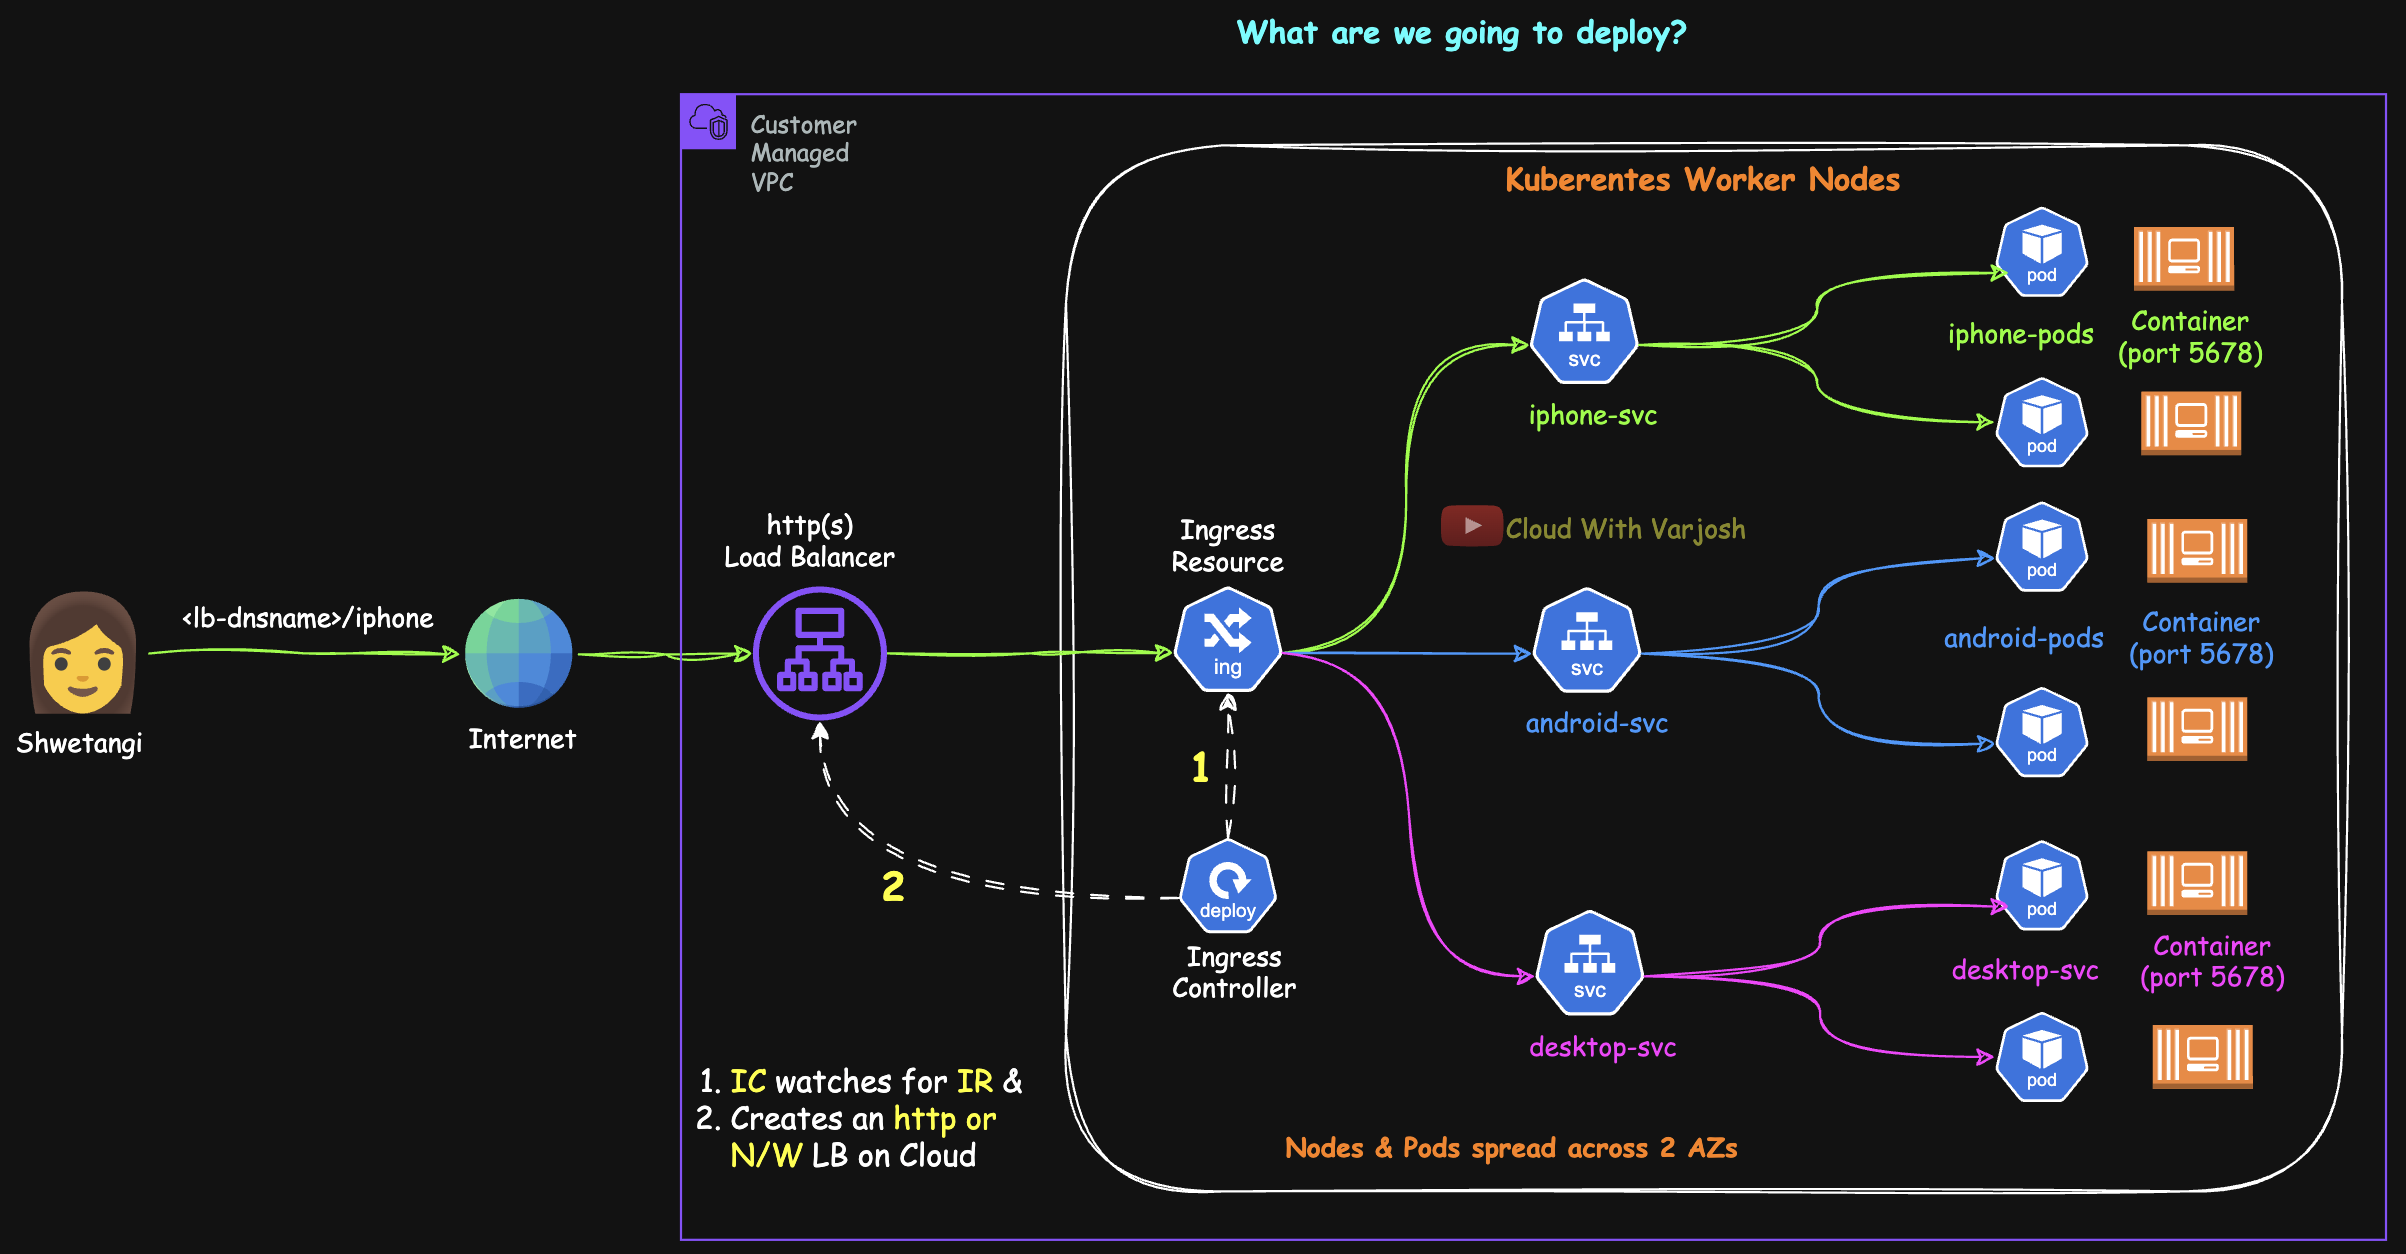 What are we going to deploy?
Customer
Managed
VPC
Kuberentes Worker Nodes
pod
iphone-pods
Container
(port 5678)
svc
iphone-svc
pod
http(s)
Load Balancer
Ingress
Resource
Cloud With Varjosh
<lb-dnsname>/iphone
ing
svc
android-svc
pod
android-pods
Container
(port 5678)
pod
Shwetangi
Internet
1
2
deploy
Ingress
Controller
svc
desktop-svc
pod
desktop-svc
Container
(port 5678)
pod
1. IC watches for IR &
2. Creates an http or
N/W LB on Cloud
Nodes & Pods spread across 2 AZs